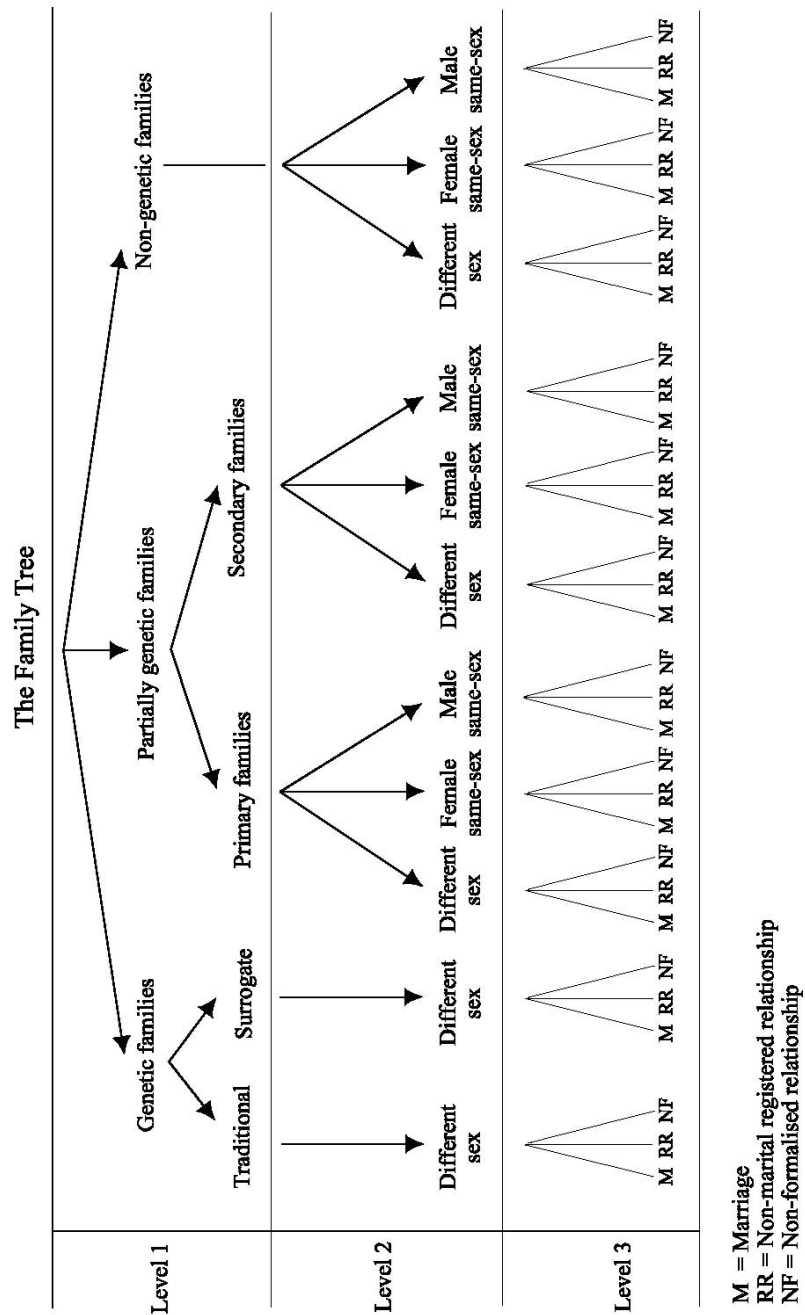 The Family Tree
Level 1
Genetic families
Partially genetic families
Non-genetic families
Traditional
Surrogate
Primary families
Secondary families
Level 2
Different
sex
Different
sex
Different
sex
Female
same-sex
Male
same-sex
Different
sex
Female
same-sex
Male
same-sex
Different
sex
Female
same-sex
Male
same-sex
Level 3
M RR NF
M RR NF
M RR NF
M RR NF
M RR NF
M RR NF
M RR NF
M RR NF
M RR NF
M RR NF
M RR NF
M = Marriage
RR = Non-marital registered relationship
NF = Non-formalised relationship